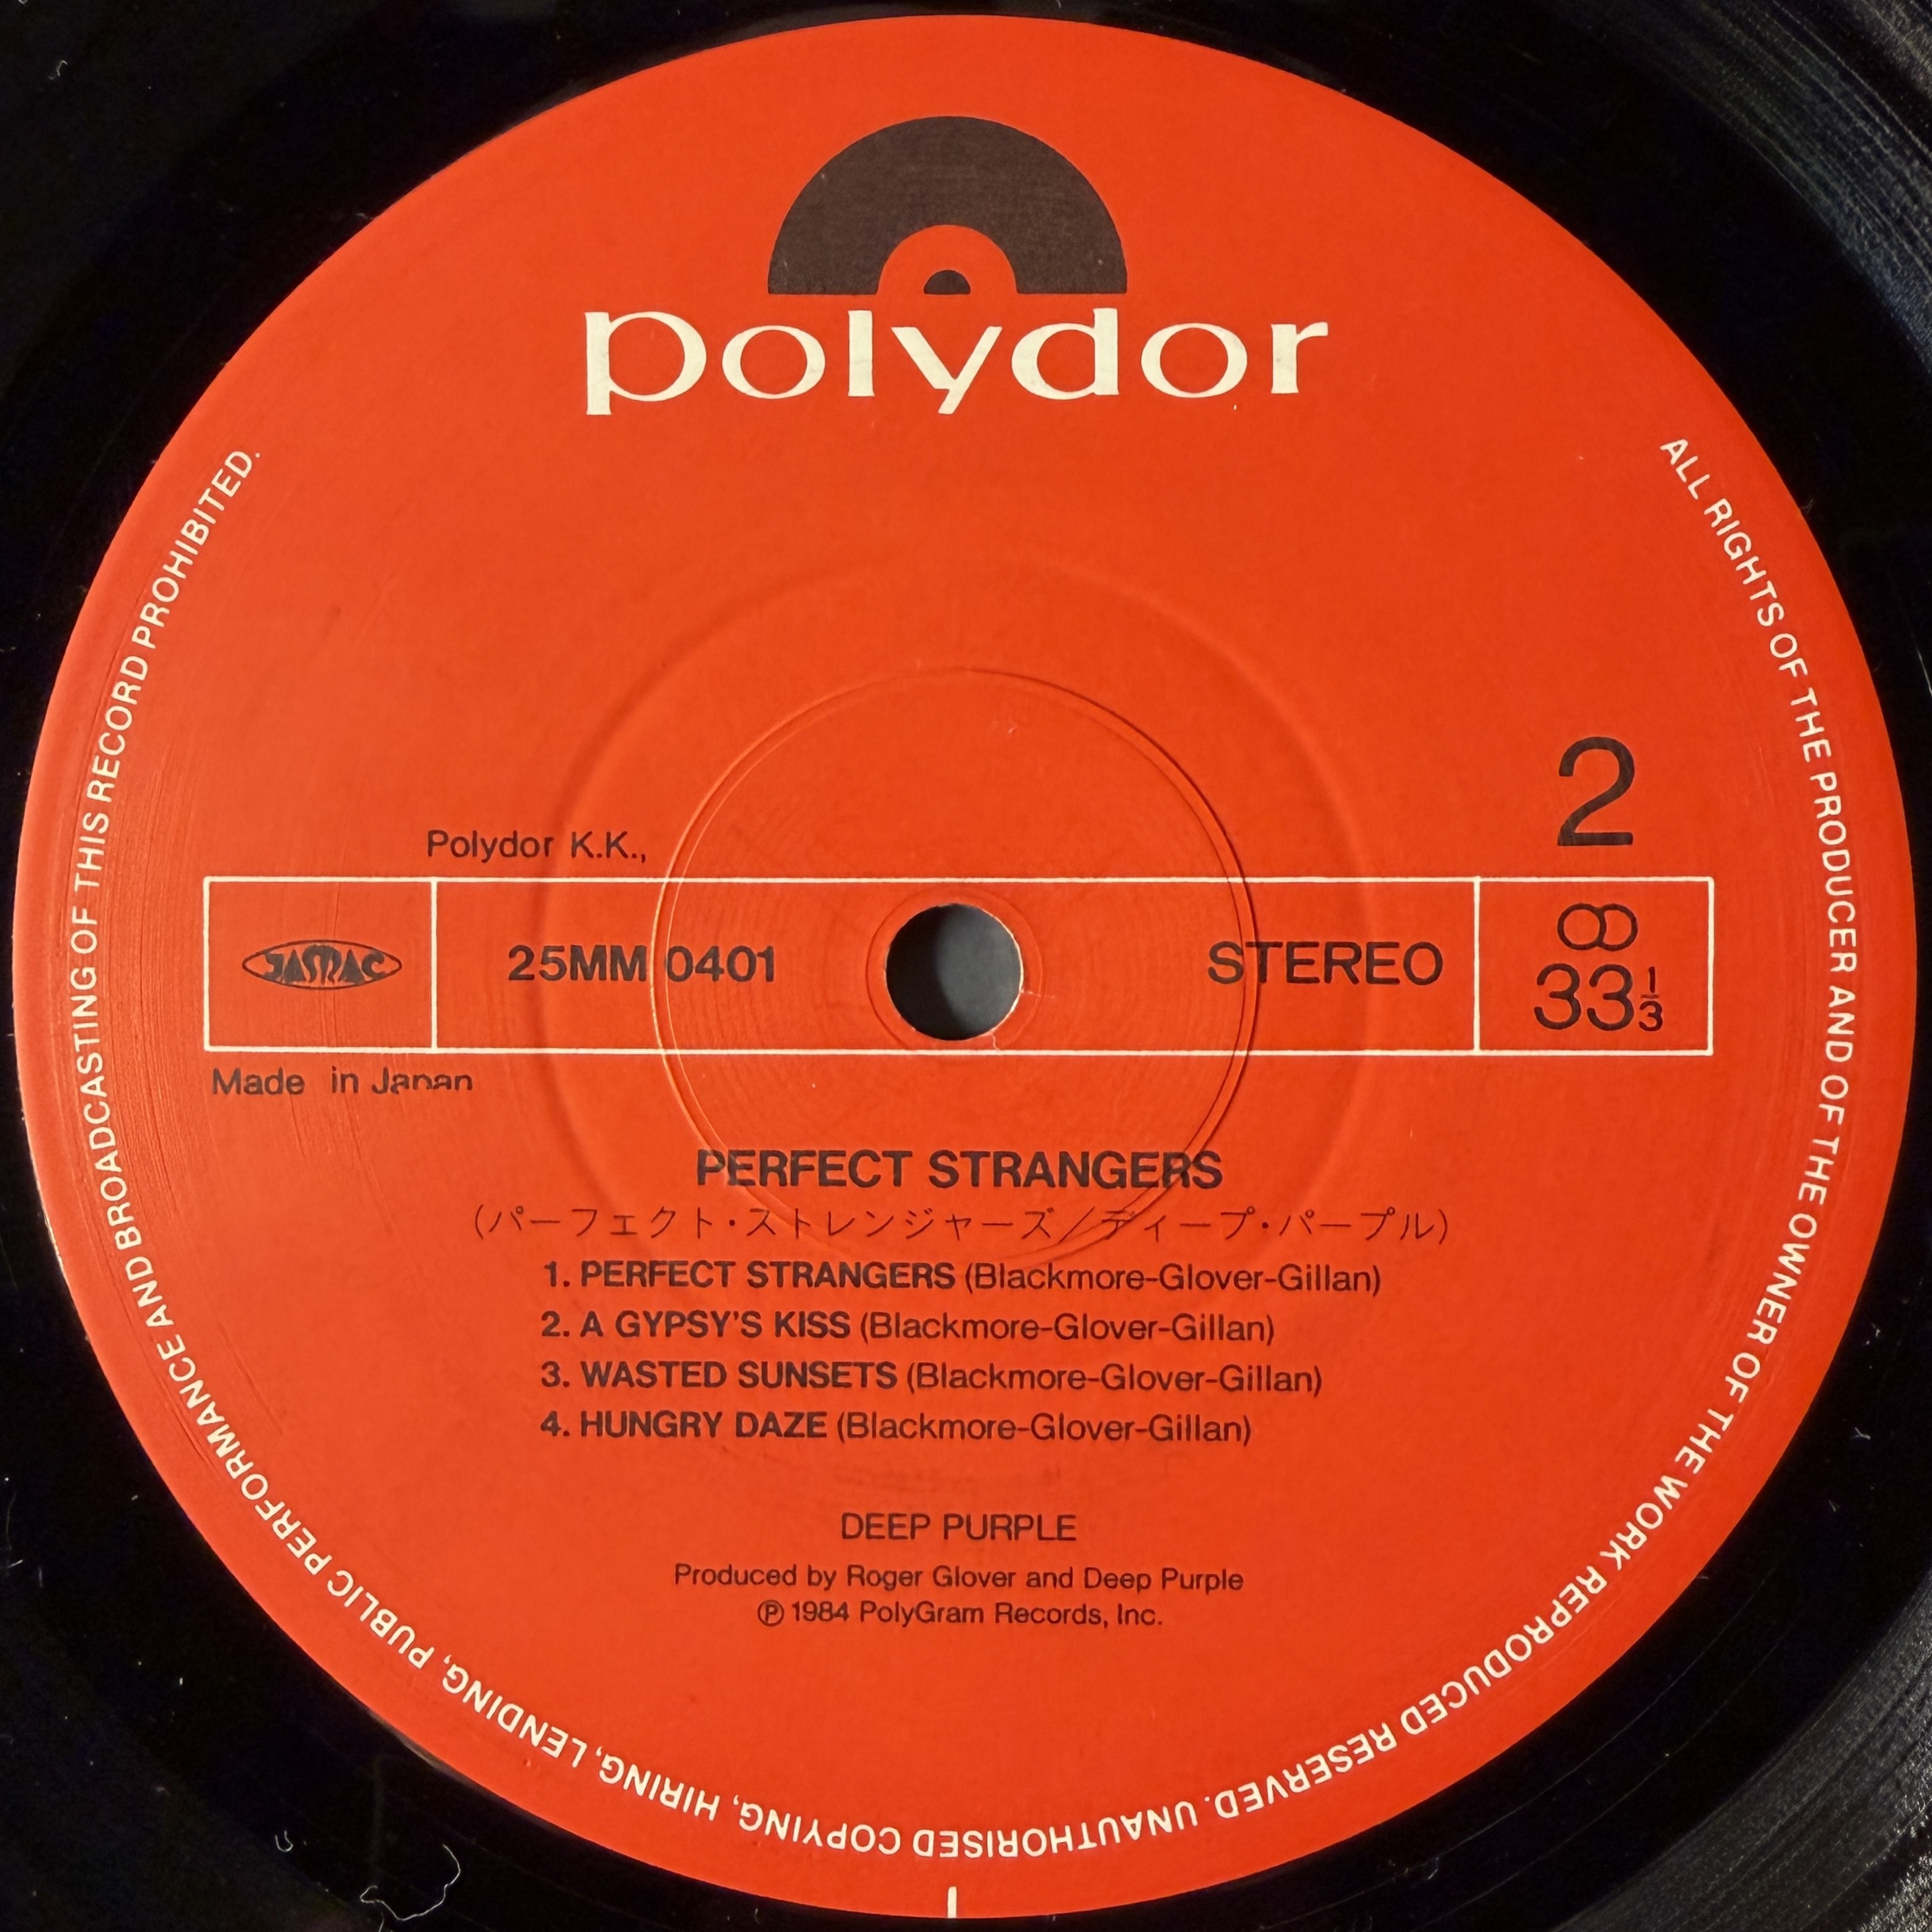 polydor
2
Polydor K.K.,
JASRAC
25MM 0401
STEREO
33⅓
Made in Japan
PERFECT STRANGERS
(パーフェクト・ストレンジャーズ／ディープ・パープル)
1. PERFECT STRANGERS (Blackmore-Glover-Gillan)
2. A GYPSY'S KISS (Blackmore-Glover-Gillan)
3. WASTED SUNSETS (Blackmore-Glover-Gillan)
4. HUNGRY DAZE (Blackmore-Glover-Gillan)
DEEP PURPLE
Produced by Roger Glover and Deep Purple
℗ 1984 PolyGram Records, Inc.
ALL RIGHTS OF THE PRODUCER AND OF THE OWNER OF THE WORK REPRODUCED RESERVED. UNAUTHORISED COPYING, HIRING, LENDING, PUBLIC PERFORMANCE AND BROADCASTING OF THIS RECORD PROHIBITED.